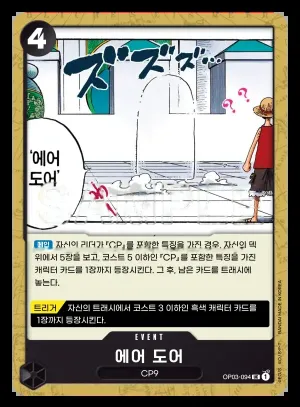 4
ズズズ…
??
'에어
도어'
메인 자신의 리더가 『CP』를 포함한 특징을 가진 경우, 자신의 덱
위에서 5장을 보고, 코스트 5 이하인 『CP』를 포함한 특징을 가진
캐릭터 카드를 1장까지 등장시킨다. 그 후, 남은 카드를 트래시에
놓는다.
트리거 자신의 트래시에서 코스트 3 이하인 흑색 캐릭터 카드를
1장까지 등장시킨다.
EVENT
에어 도어
CP9
OP03-094 UC 1